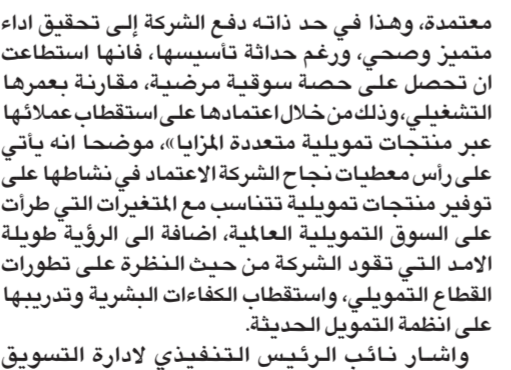 معتمدة، وهذا في حد ذاته دفع الشركة إلى تحقيق اداء
متميز وصحي، ورغم حداثة تأسيسها، فانها استطاعت
ان تحصل على حصة سوقية مرضية، مقارنة بعمرها
التشغيلي،وذلك من خلال اعتمادها على استقطاب عملائها
عبر منتجات تمويلية متعددة المزايا»، موضحا انه يأتي
على رأس معطيات نجاح الشركة الاعتماد في نشاطها على
توفير منتجات تمويلية تتناسب مع المتغيرات التي طرأت
على السوق التمويلية العالمية، اضافة الى الرؤية طويلة
الامد التي تقود الشركة من حيث النظرة على تطورات
القطاع التمويلي، واستقطاب الكفاءات البشرية وتدريبها
على انظمة التمويل الحديثة.
واشار نائب الرئيس التنفيذي لادارة التسويق